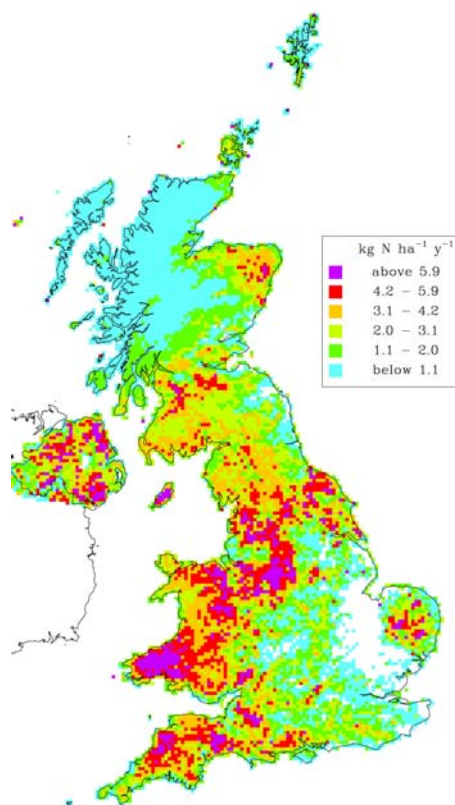 kg N ha⁻¹ y⁻¹
above 5.9
4.2 – 5.9
3.1 – 4.2
2.0 – 3.1
1.1 – 2.0
below 1.1